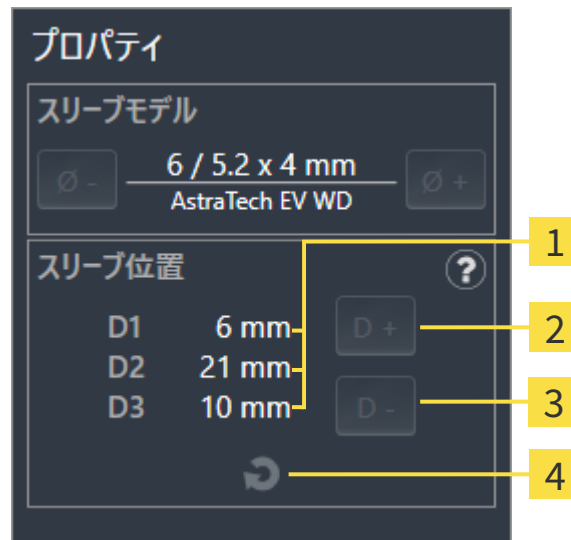 プロパティ
スリーブモデル
Ø - 6 / 5.2 x 4 mm Ø +
AstraTech EV WD
1
スリーブ位置 ?
D1 6 mm D + 2
D2 21 mm
D3 10 mm D - 3
4